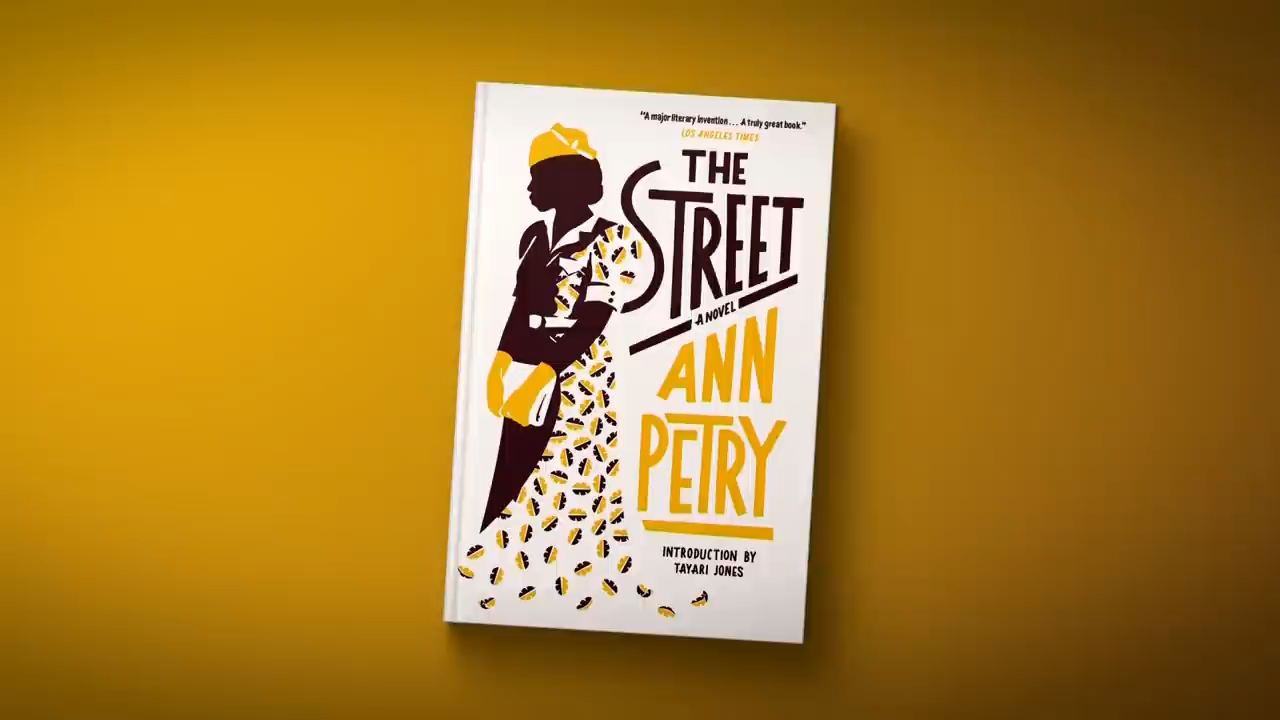 "A major literary invention... A truly great book."
LOS ANGELES TIMES
THE
STREET
A NOVEL
ANN
PETRY
INTRODUCTION BY
TAYARI JONES